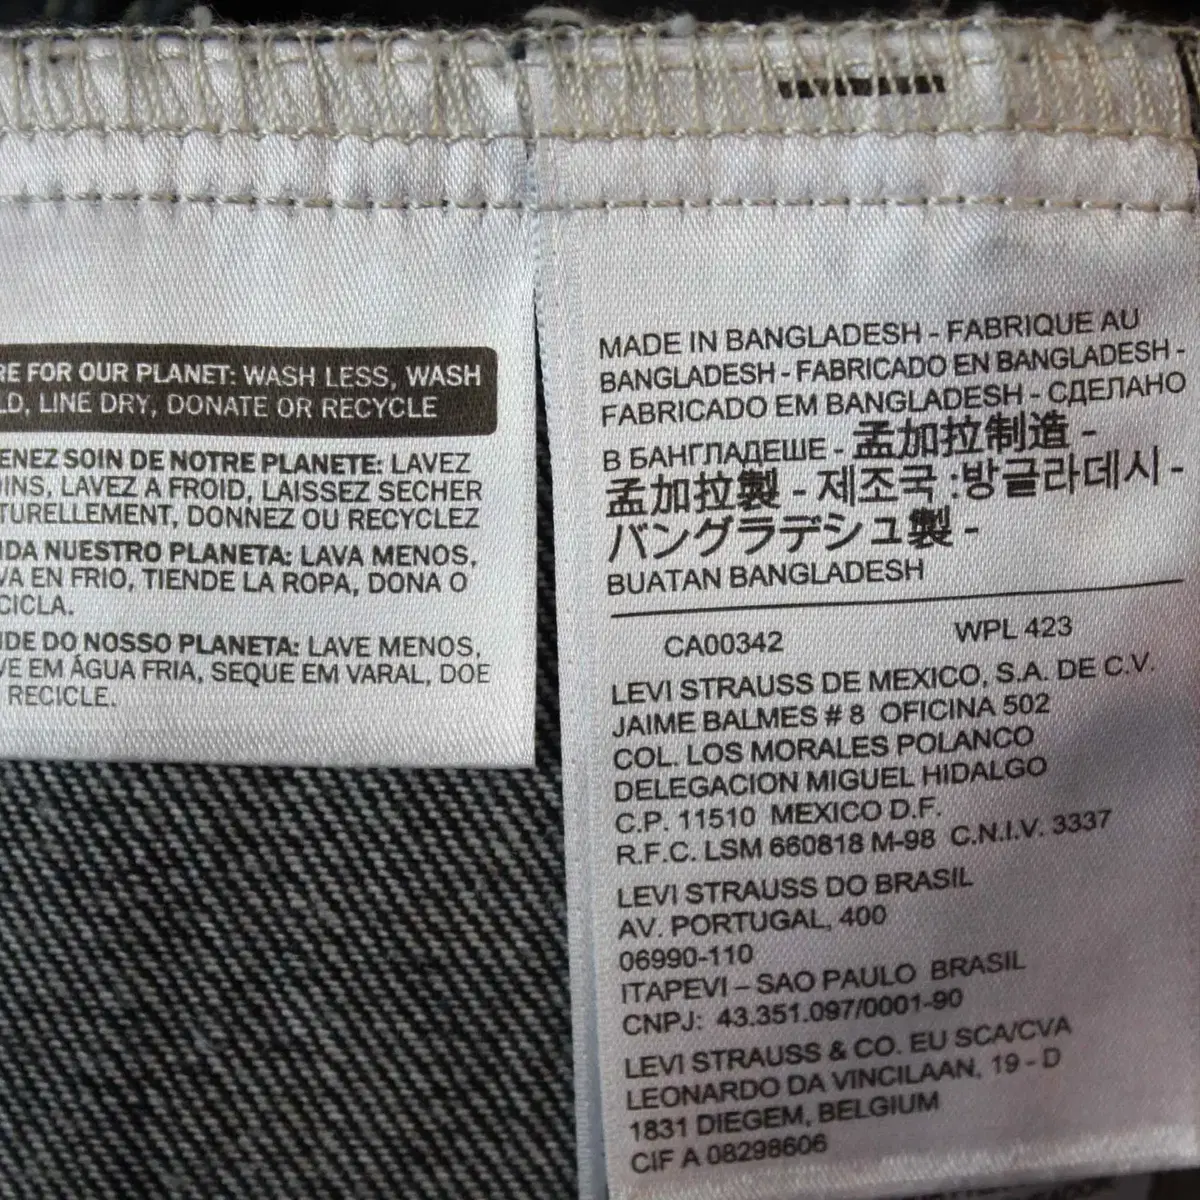 RE FOR OUR PLANET: WASH LESS, WASH
LD, LINE DRY, DONATE OR RECYCLE
ENEZ SOIN DE NOTRE PLANETE: LAVEZ
INS, LAVEZ A FROID, LAISSEZ SECHER
TURELLEMENT, DONNEZ OU RECYCLEZ
IDA NUESTRO PLANETA: LAVA MENOS,
VA EN FRIO, TIENDE LA ROPA, DONA O
CICLA.
IDE DO NOSSO PLANETA: LAVE MENOS,
VE EM ÁGUA FRIA, SEQUE EM VARAL, DOE
RECICLE.
MADE IN BANGLADESH - FABRIQUE AU
BANGLADESH - FABRICADO EN BANGLADESH -
FABRICADO EM BANGLADESH - СДЕЛАНО
В БАНГЛАДЕШЕ - 孟加拉制造 -
孟加拉製 - 제조국 :방글라데시 -
バングラデシュ製 -
BUATAN BANGLADESH
CA00342 WPL 423
LEVI STRAUSS DE MEXICO, S.A. DE C.V.
JAIME BALMES # 8 OFICINA 502
COL. LOS MORALES POLANCO
DELEGACION MIGUEL HIDALGO
C.P. 11510 MEXICO D.F.
R.F.C. LSM 660818 M-98 C.N.I.V. 3337
LEVI STRAUSS DO BRASIL
AV. PORTUGAL, 400
06990-110
ITAPEVI – SAO PAULO BRASIL
CNPJ: 43.351.097/0001-90
LEVI STRAUSS & CO. EU SCA/CVA
LEONARDO DA VINCILAAN, 19 - D
1831 DIEGEM, BELGIUM
CIF A 08298606